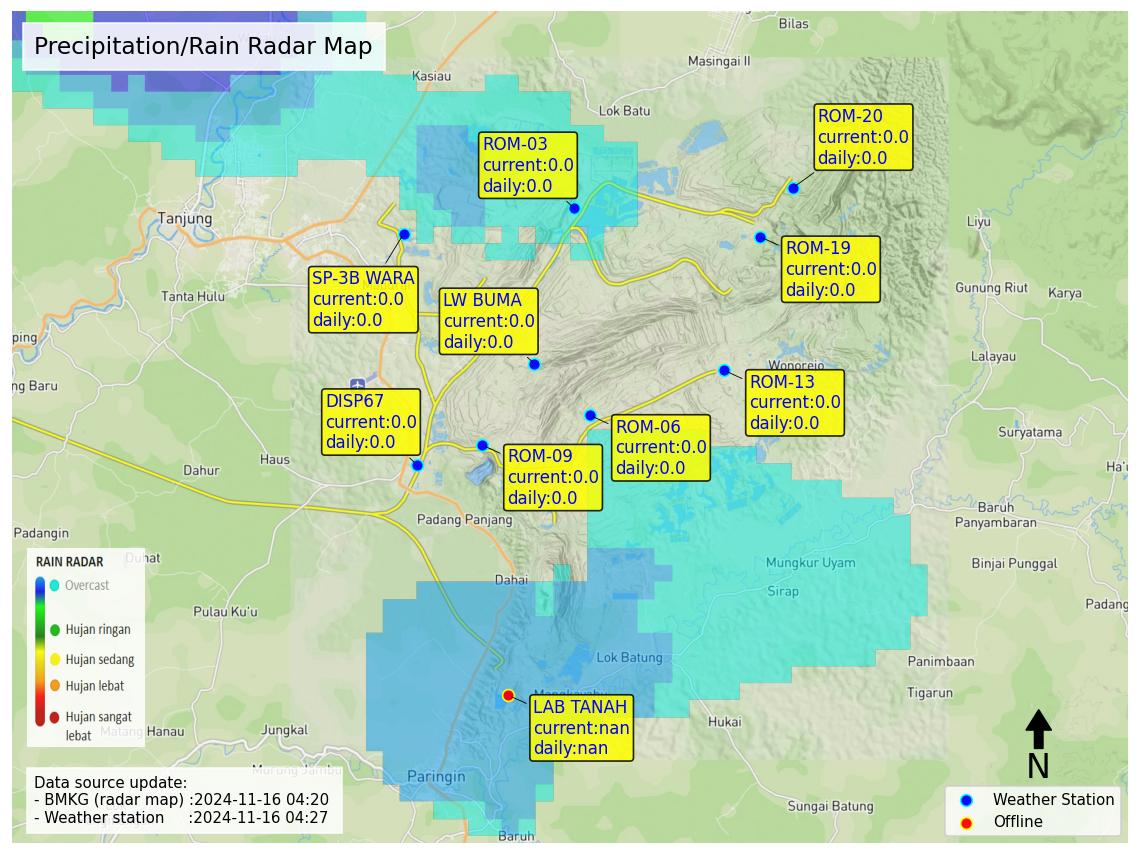 Precipitation/Rain Radar Map
Bilas
Masingai II
Kasiau
Lok Batu
ROM-20
current:0.0
daily:0.0
ROM-03
current:0.0
daily:0.0
Tanjung
Liyu
ROM-19
current:0.0
daily:0.0
SP-3B WARA
current:0.0
daily:0.0
Tanta Hulu
LW BUMA
current:0.0
daily:0.0
Gunung Riut
Karya
ping
Lalayau
Wonorejo
ng Baru
ROM-13
current:0.0
daily:0.0
DISP67
current:0.0
daily:0.0
ROM-06
current:0.0
daily:0.0
Suryatama
ROM-09
current:0.0
daily:0.0
Haus
Dahur
Ha'u
Baruh
Panyambaran
Padang Panjang
Padangin
Duhat
Mungkur Uyam
Binjai Punggal
Dahai
Sirap
Padang
Pulau Ku'u
RAIN RADAR
Overcast
Hujan ringan
Hujan sedang
Hujan lebat
Hujan sangat
lebat
Lok Batung
Panimbaan
Tigarun
LAB TANAH
current:nan
daily:nan
Hukai
Matang Hanau
Jungkal
Murung Jambu
Paringin
N
Data source update:
- BMKG (radar map) :2024-11-16 04:20
- Weather station :2024-11-16 04:27
Sungai Batung
Baruh
Weather Station
Offline